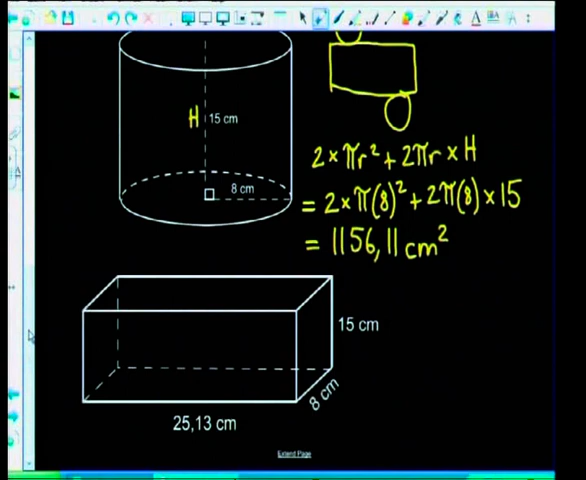 H
15 cm
8 cm
2 × πr² + 2πr × H
= 2 × π(8)² + 2π(8) × 15
= 1156,11 cm²
15 cm
8 cm
25,13 cm
Extend Page